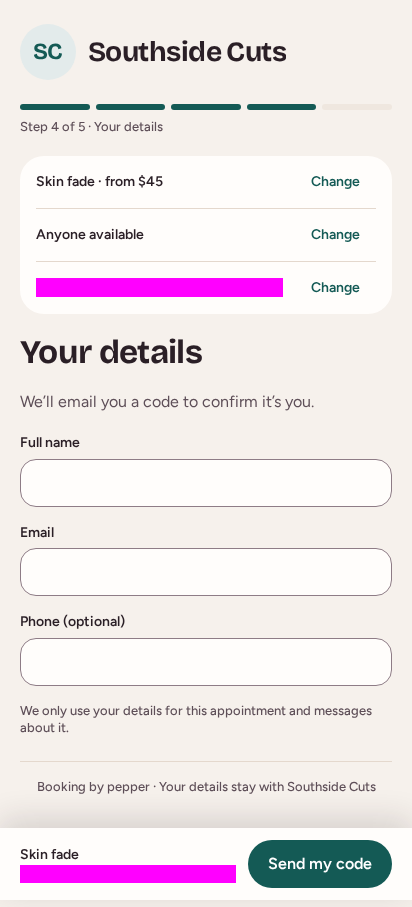 SC
Southside Cuts
Step 4 of 5 · Your details
Skin fade · from $45
Change
Anyone available
Change
Change
Your details
We’ll email you a code to confirm it’s you.
Full name
Email
Phone (optional)
We only use your details for this appointment and messages
about it.
Booking by pepper · Your details stay with Southside Cuts
Skin fade
Send my code